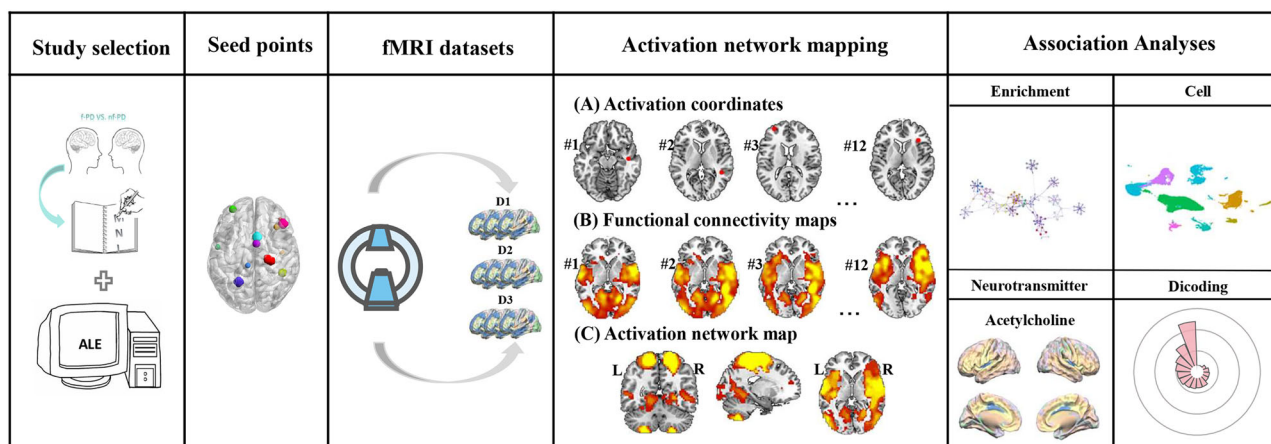 Study selection
Seed points
fMRI datasets
Activation network mapping
Association Analyses
f-PD VS. nf-PD
ALE
D1
D2
D3
(A) Activation coordinates
#1
#2
#3
#12
...
(B) Functional connectivity maps
#1
#2
#3
#12
...
(C) Activation network map
L
R
L
R
Enrichment
Cell
Neurotransmitter
Dicoding
Acetylcholine